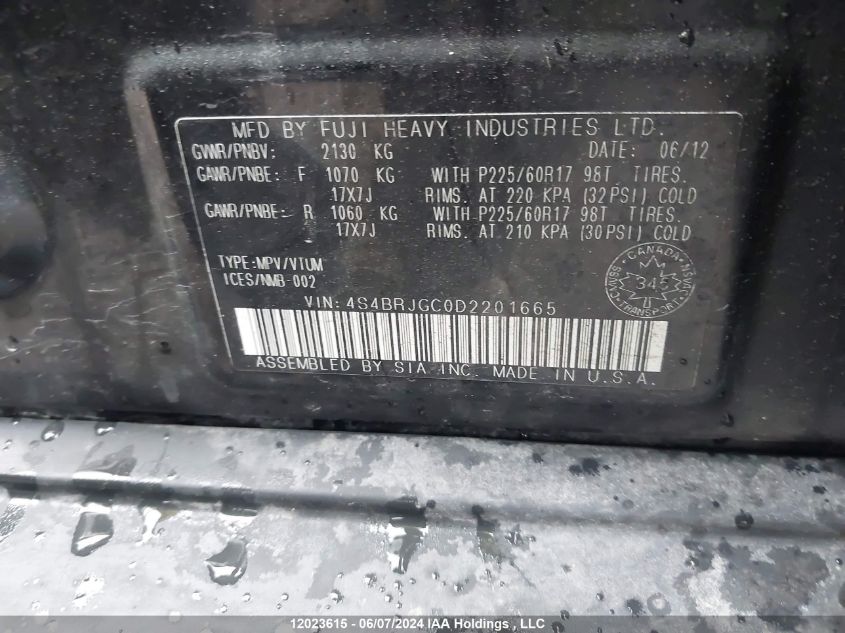 MFD BY FUJI HEAVY INDUSTRIES LTD.
GVWR/PNBV: 2130 KG DATE: 06/12
GAWR/PNBE: F 1070 KG WITH P225/60R17 98T TIRES.
17X7J RIMS. AT 220 KPA (32PSI) COLD
GAWR/PNBE: R 1060 KG WITH P225/60R17 98T TIRES.
17X7J RIMS. AT 210 KPA (30PSI) COLD
TYPE:MPV/VTUM
ICES/NMB-002
CANADA
345
TRANSPORT
VIN: 4S4BRJGC0D2201665
ASSEMBLED BY SIA INC. MADE IN U.S.A.
12023615 - 06/07/2024 IAA Holdings , LLC